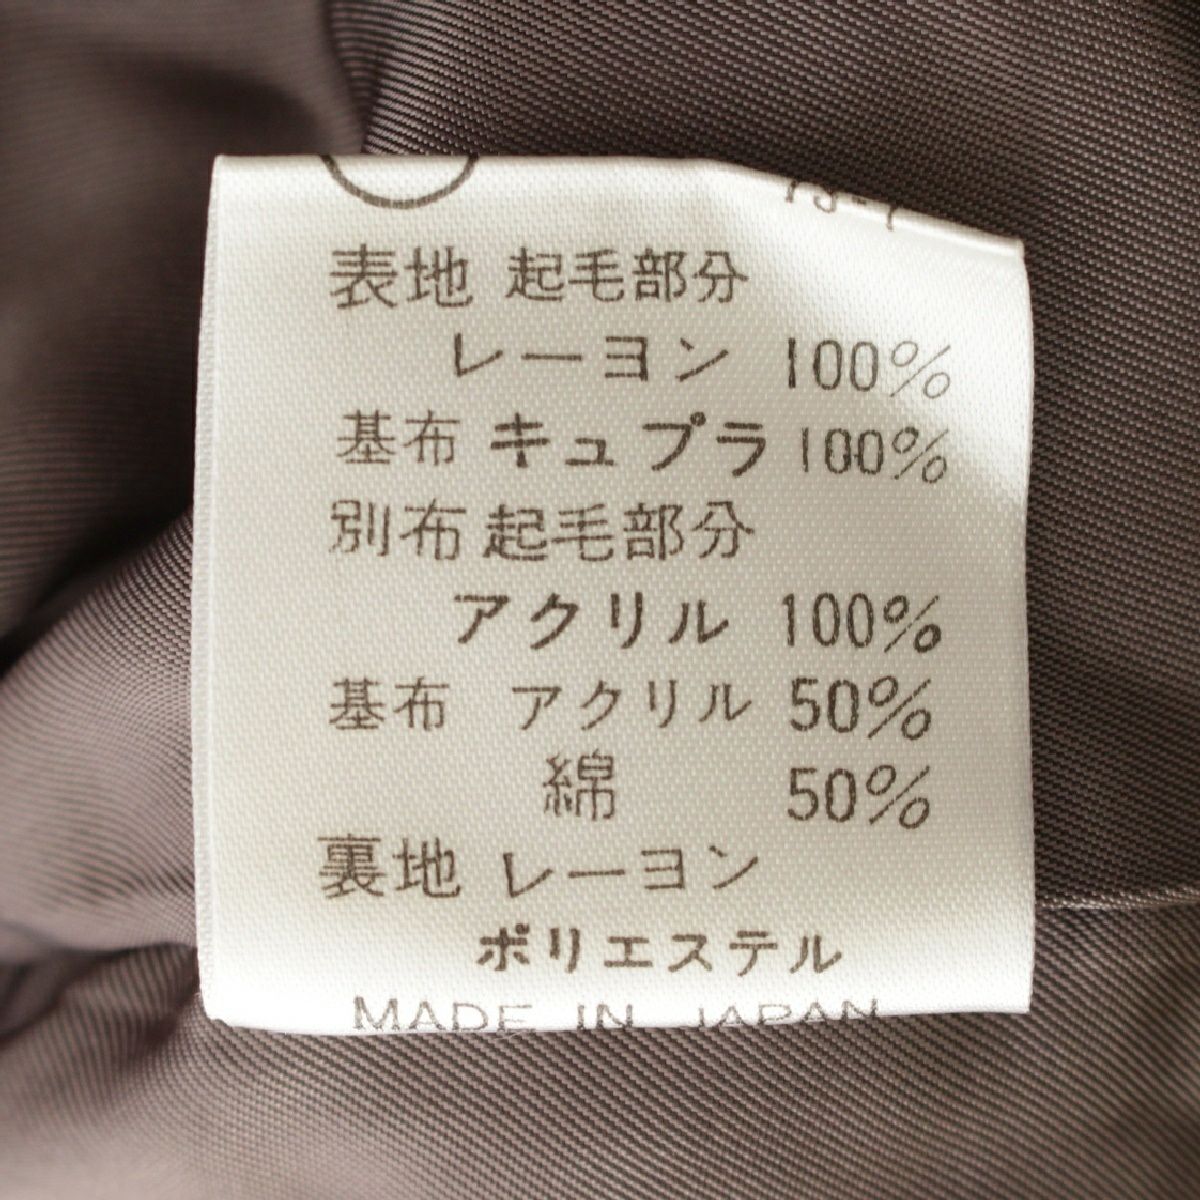 表地 起毛部分
レーヨン 100%
基布 キュプラ 100%
別布 起毛部分
アクリル 100%
基布 アクリル 50%
綿 50%
裏地 レーヨン
ポリエステル
MADE IN JAPAN